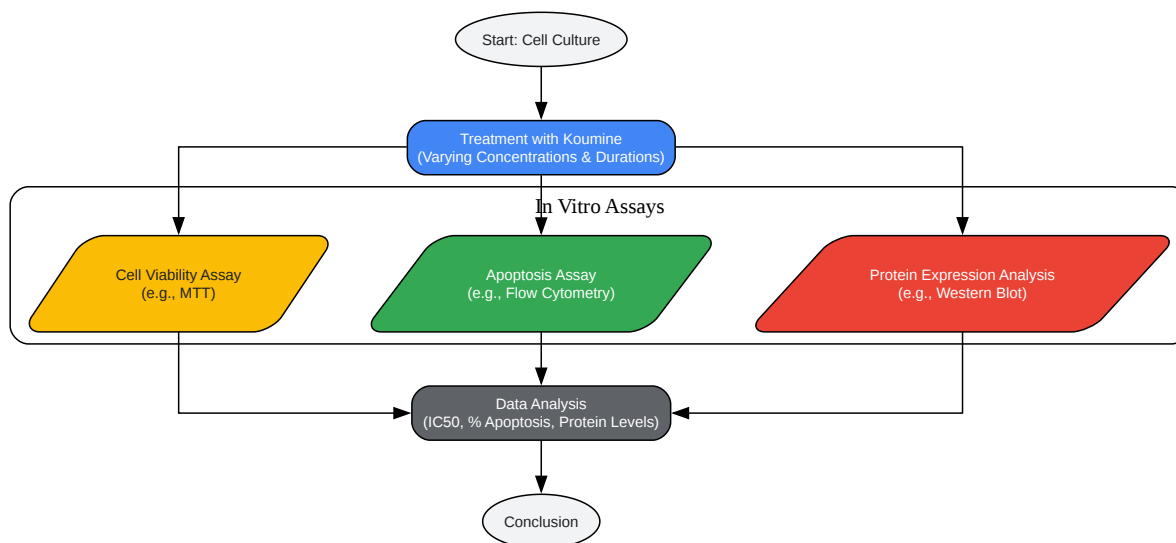 Start: Cell Culture
Treatment with Koumine
(Varying Concentrations & Durations)
In Vitro Assays
Cell Viability Assay
(e.g., MTT)
Apoptosis Assay
(e.g., Flow Cytometry)
Protein Expression Analysis
(e.g., Western Blot)
Data Analysis
(IC50, % Apoptosis, Protein Levels)
Conclusion